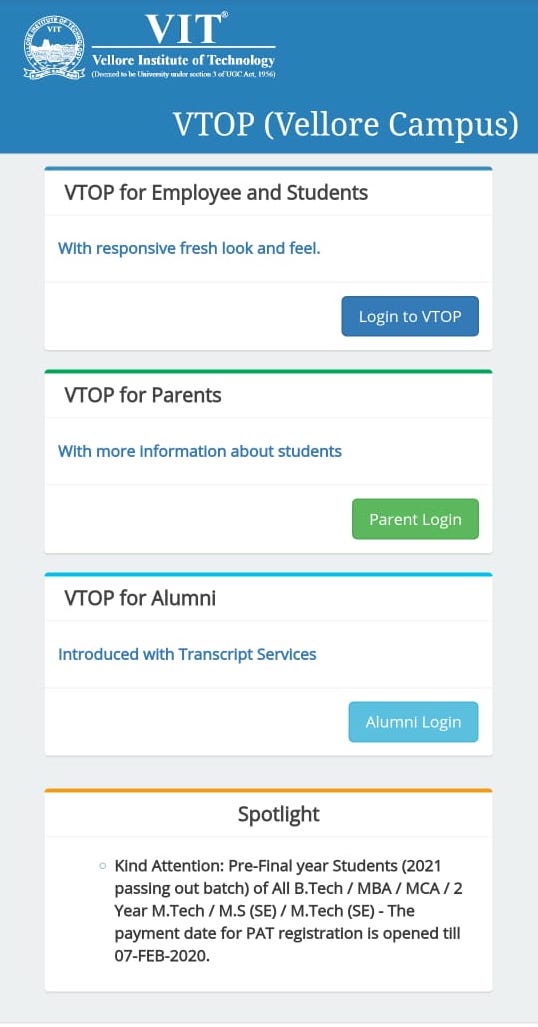 VIT®
Vellore Institute of Technology
(Deemed to be University under section 3 of UGC Act, 1956)
VTOP (Vellore Campus)
VTOP for Employee and Students
With responsive fresh look and feel.
Login to VTOP
VTOP for Parents
With more information about students
Parent Login
VTOP for Alumni
Introduced with Transcript Services
Alumni Login
Spotlight
Kind Attention: Pre-Final year Students (2021
passing out batch) of All B.Tech / MBA / MCA / 2
Year M.Tech / M.S (SE) / M.Tech (SE) - The
payment date for PAT registration is opened till
07-FEB-2020.